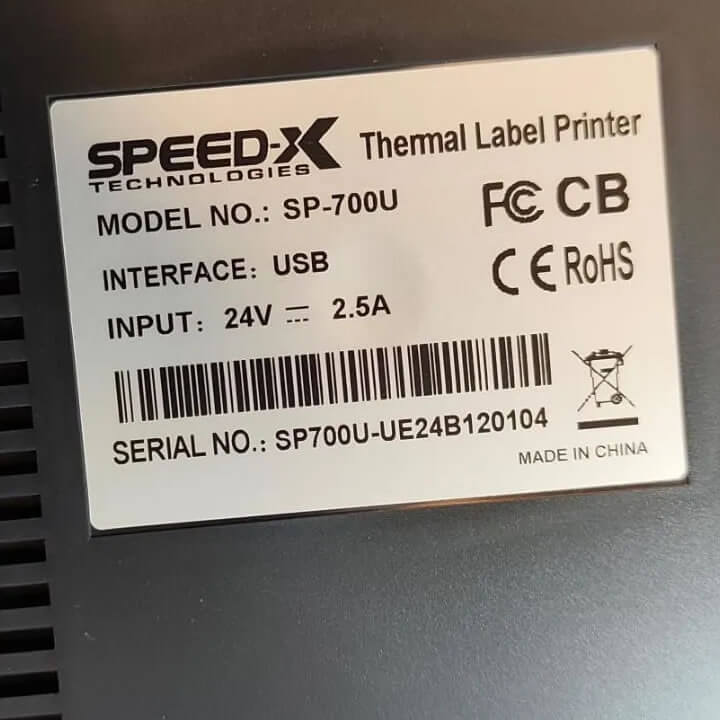 SPEED-X Thermal Label Printer
TECHNOLOGIES
MODEL NO.: SP-700U
FC CB
INTERFACE: USB
CE RoHS
INPUT: 24V ⎓ 2.5A
SERIAL NO.: SP700U-UE24B120104
MADE IN CHINA